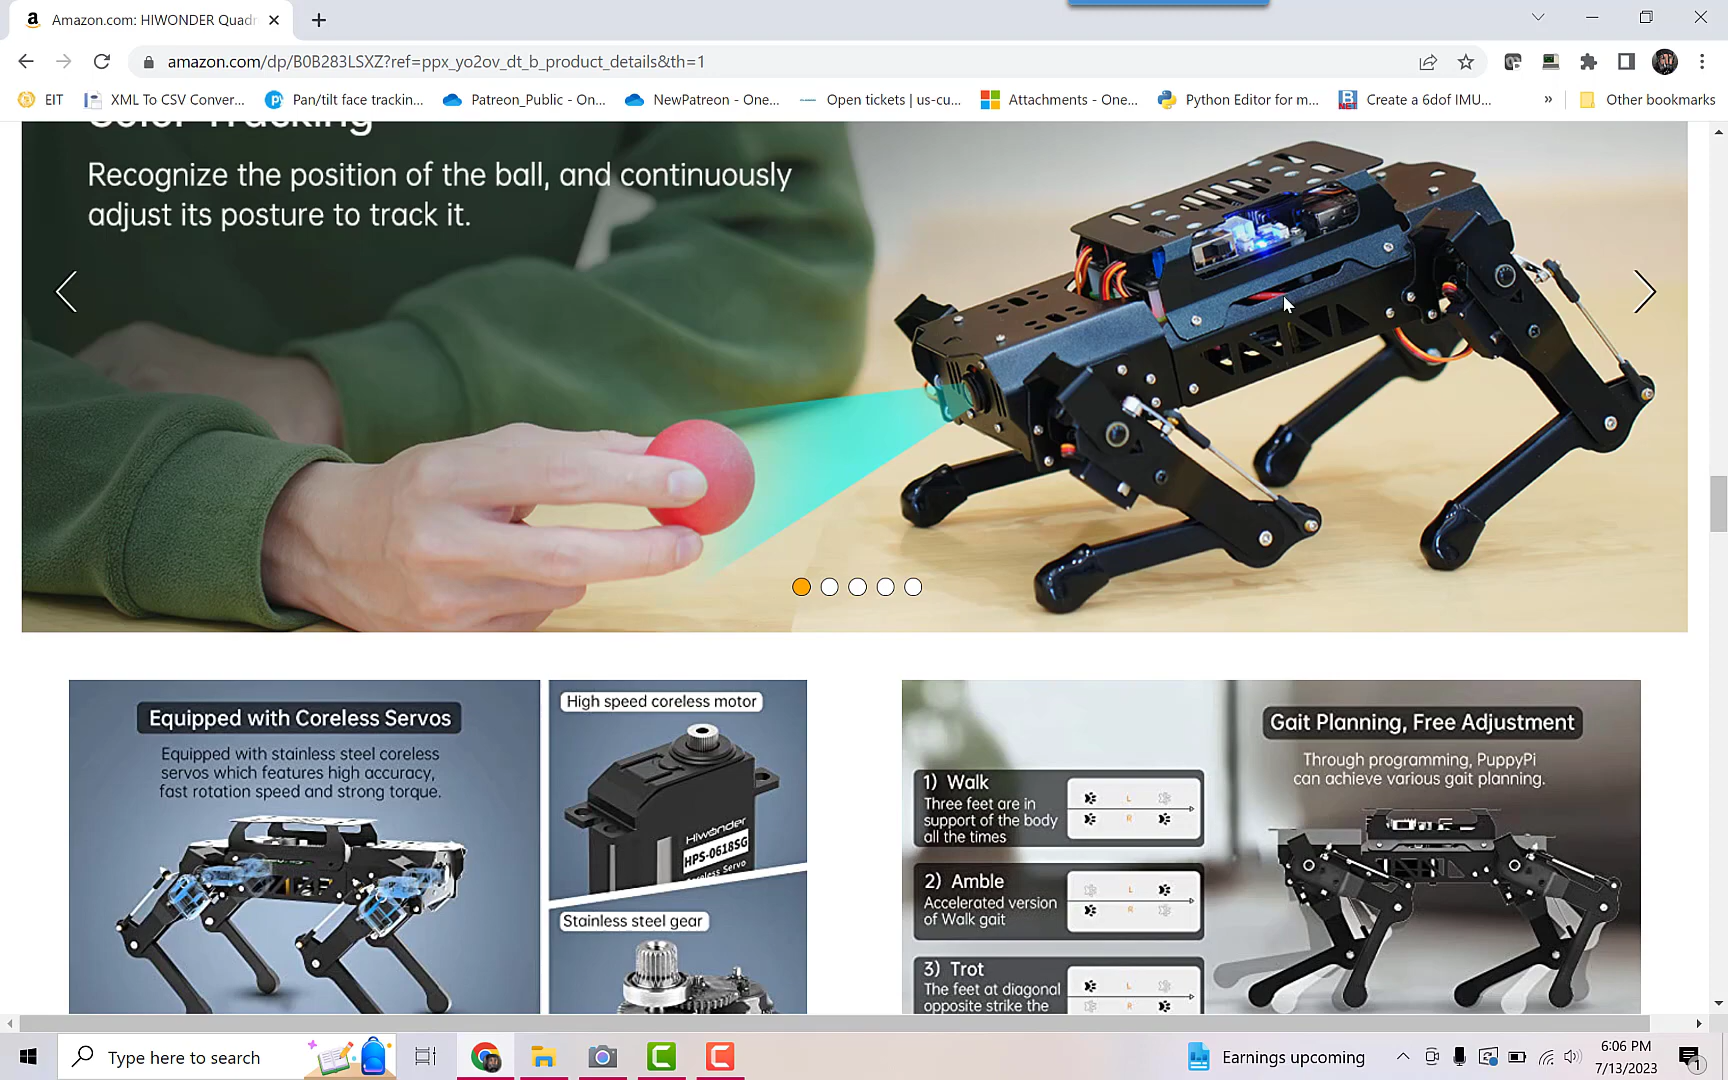 Amazon.com: HIWONDER Quadr
amazon.com/dp/B0B283LSXZ?ref=ppx_yo2ov_dt_b_product_details&th=1
EIT
XML To CSV Conver...
Pan/tilt face trackin...
Patreon_Public - On...
NewPatreon - One...
Open tickets | us-cu...
Attachments - One...
Python Editor for m...
Create a 6dof IMU...
»
Other bookmarks
Color Tracking
Recognize the position of the ball, and continuously
adjust its posture to track it.
Equipped with Coreless Servos
Equipped with stainless steel coreless
servos which features high accuracy,
fast rotation speed and strong torque.
High speed coreless motor
Hiwonder
HPS-0618SG
Coreless Servo
Stainless steel gear
Gait Planning, Free Adjustment
Through programming, PuppyPi
can achieve various gait planning.
1) Walk
Three feet are in
support of the body
all the times
L
R
2) Amble
Accelerated version
of Walk gait
L
R
3) Trot
The feet at diagonal
opposite strike the
L
R
Type here to search
Earnings upcoming
6:06 PM
7/13/2023
1